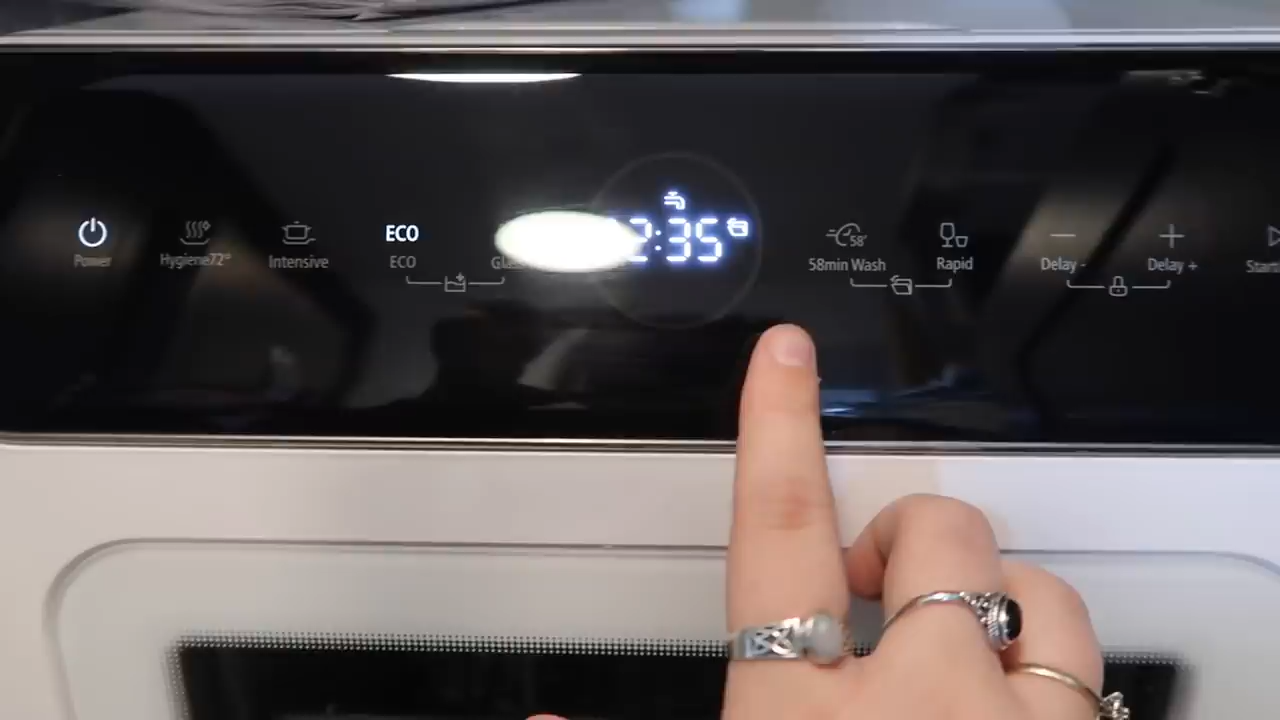 ECO
2:35
58'
Power
Hygiene72°
Intensive
ECO
58min Wash
Rapid
Delay -
Delay +